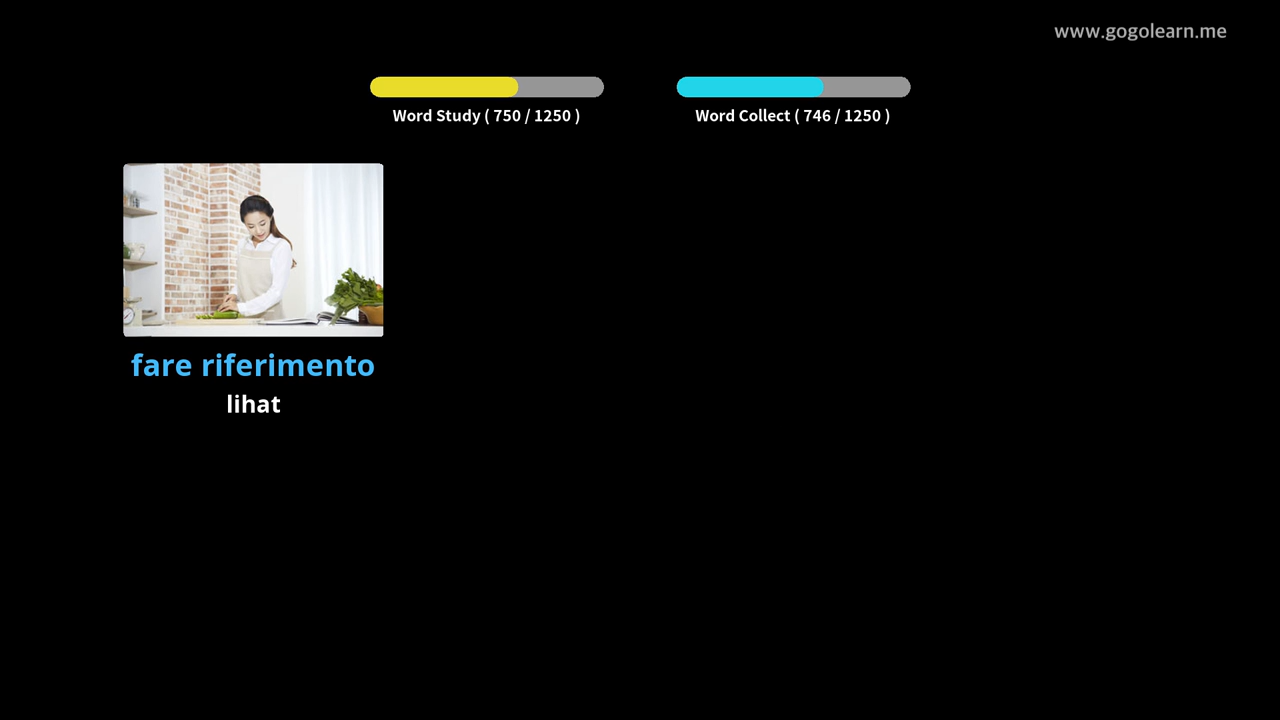 www.gogolearn.me
Word Study ( 750 / 1250 )
Word Collect ( 746 / 1250 )
fare riferimento
lihat